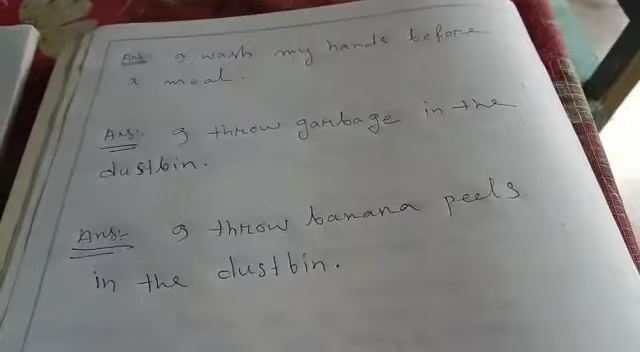 Ans: I wash my hands before
a meal.
Ans:- I throw garbage in the
dustbin.
Ans:- I throw banana peels
in the dustbin.